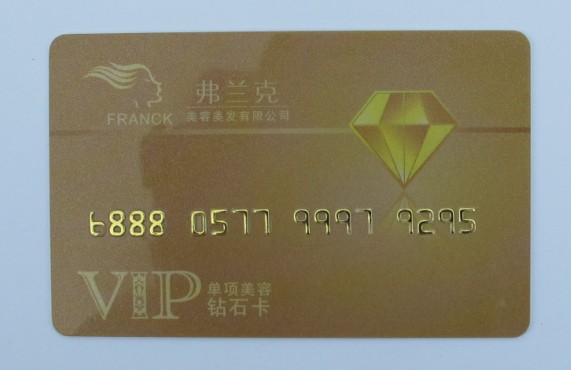 弗兰克
FRANCK 美容美发有限公司
6888 0577 9997 9295
VIP 单项美容
钻石卡